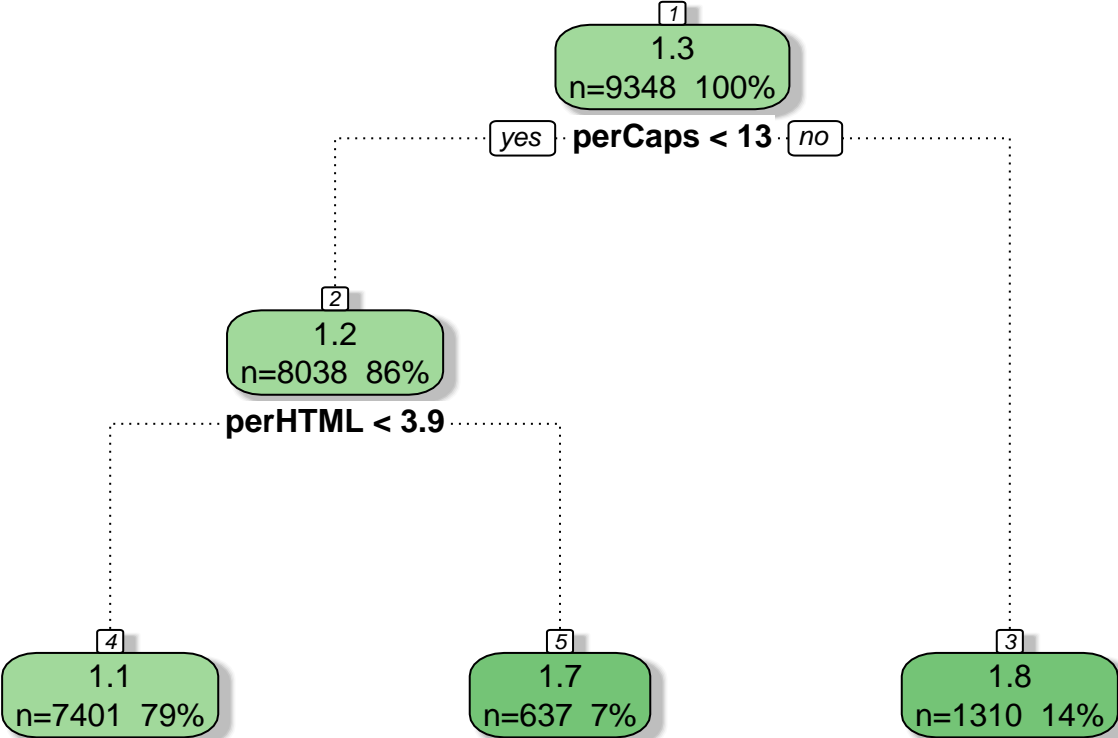 1
1.3
n=9348 100%
yes perCaps < 13 no
2
1.2
n=8038 86%
perHTML < 3.9
4 5 3
1.1 1.7 1.8
n=7401 79% n=637 7% n=1310 14%